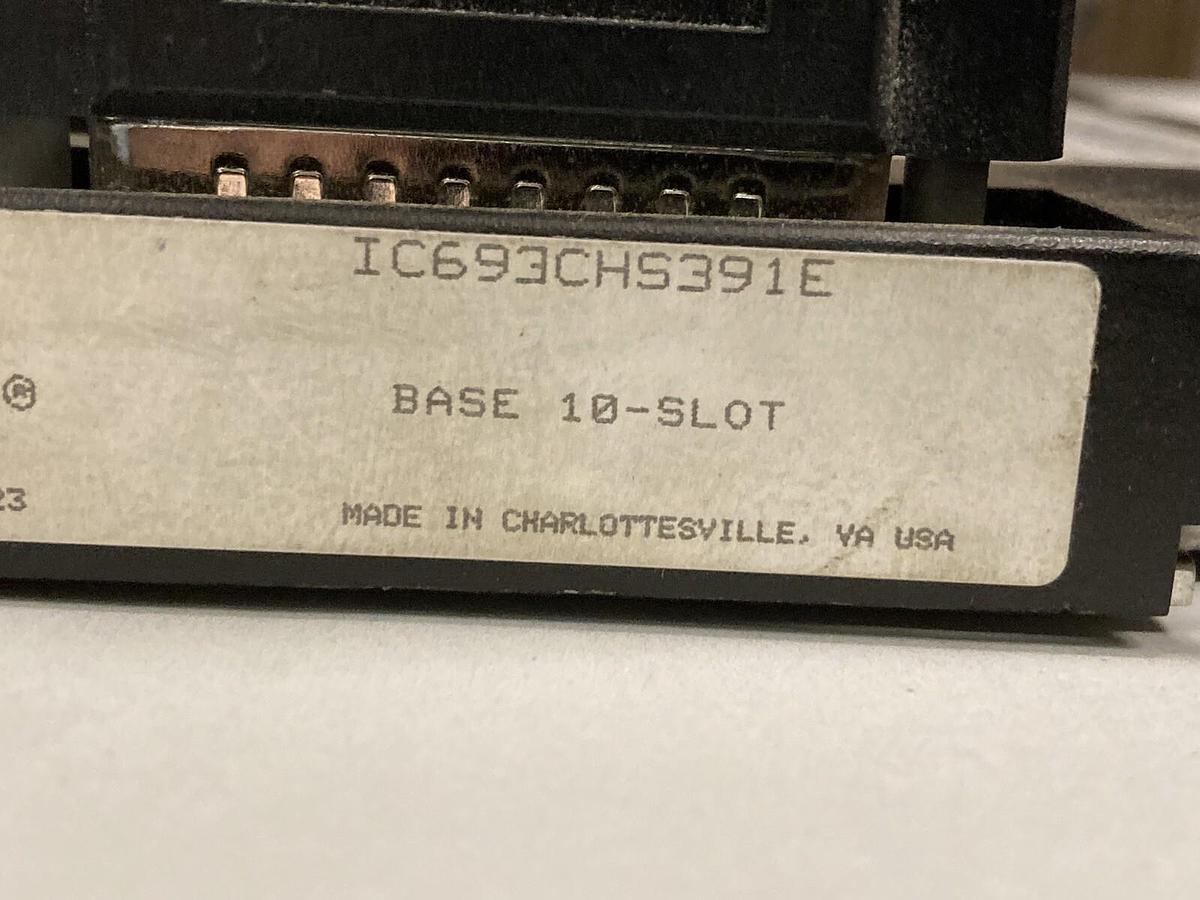 IC693CHS391E
® BASE 10-SLOT
23 MADE IN CHARLOTTESVILLE, VA USA